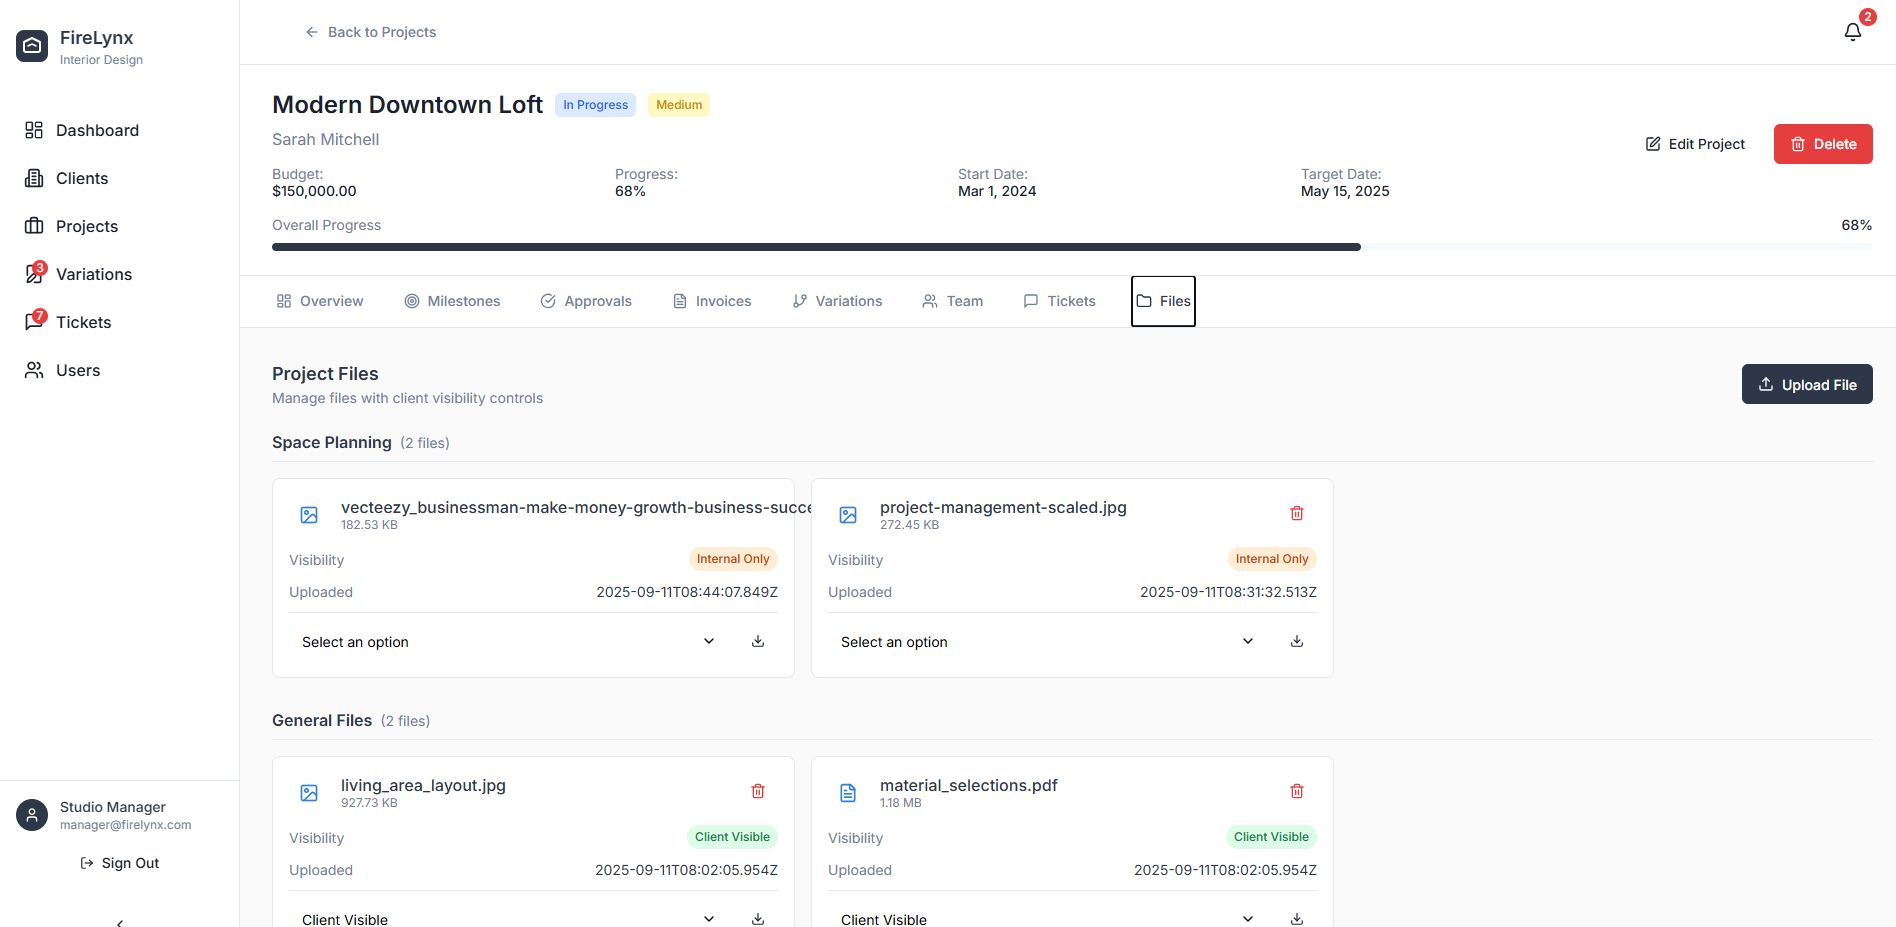 FireLynx
Interior Design
Dashboard
Clients
Projects
3
Variations
7
Tickets
Users
Studio Manager
manager@firelynx.com
Sign Out
Back to Projects
2
Modern Downtown Loft
In Progress
Medium
Sarah Mitchell
Edit Project
Delete
Budget:
$150,000.00
Progress:
68%
Start Date:
Mar 1, 2024
Target Date:
May 15, 2025
Overall Progress
68%
Overview
Milestones
Approvals
Invoices
Variations
Team
Tickets
Files
Project Files
Manage files with client visibility controls
Upload File
Space Planning (2 files)
vecteezy_businessman-make-money-growth-business-succe
182.53 KB
Visibility
Internal Only
Uploaded
2025-09-11T08:44:07.849Z
Select an option
project-management-scaled.jpg
272.45 KB
Visibility
Internal Only
Uploaded
2025-09-11T08:31:32.513Z
Select an option
General Files (2 files)
living_area_layout.jpg
927.73 KB
Visibility
Client Visible
Uploaded
2025-09-11T08:02:05.954Z
Client Visible
material_selections.pdf
1.18 MB
Visibility
Client Visible
Uploaded
2025-09-11T08:02:05.954Z
Client Visible